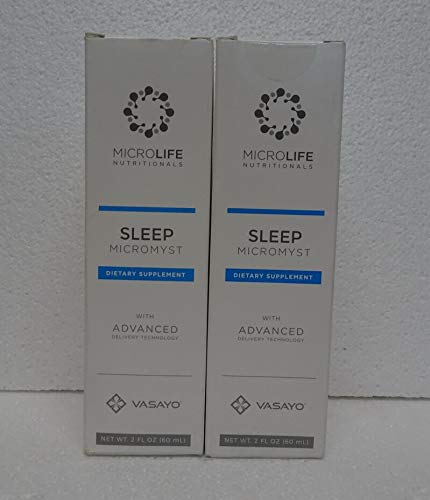 MICROLIFE
NUTRITIONALS
SLEEP
MICROMYST
DIETARY SUPPLEMENT
WITH
ADVANCED
DELIVERY TECHNOLOGY
VASAYO
NET WT. 2 FL OZ (60 mL)
MICROLIFE
NUTRITIONALS
SLEEP
MICROMYST
DIETARY SUPPLEMENT
WITH
ADVANCED
DELIVERY TECHNOLOGY
VASAYO
NET WT. 2 FL OZ (60 mL)